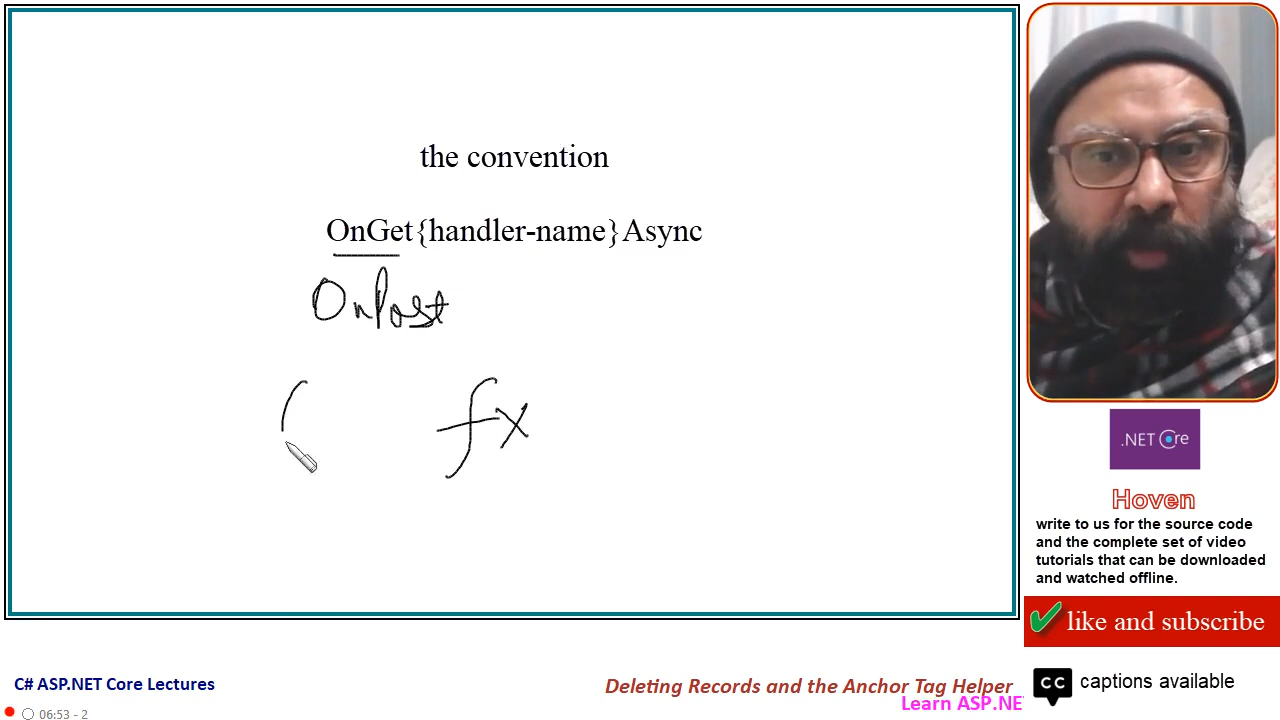 the convention
OnGet{handler-name}Async
OnPost
( fx
.NET Core
Hoven
write to us for the source code
and the complete set of video
tutorials that can be downloaded
and watched offline.
like and subscribe
CC captions available
C# ASP.NET Core Lectures
Deleting Records and the Anchor Tag Helper
Learn ASP.NE
06:53 - 2